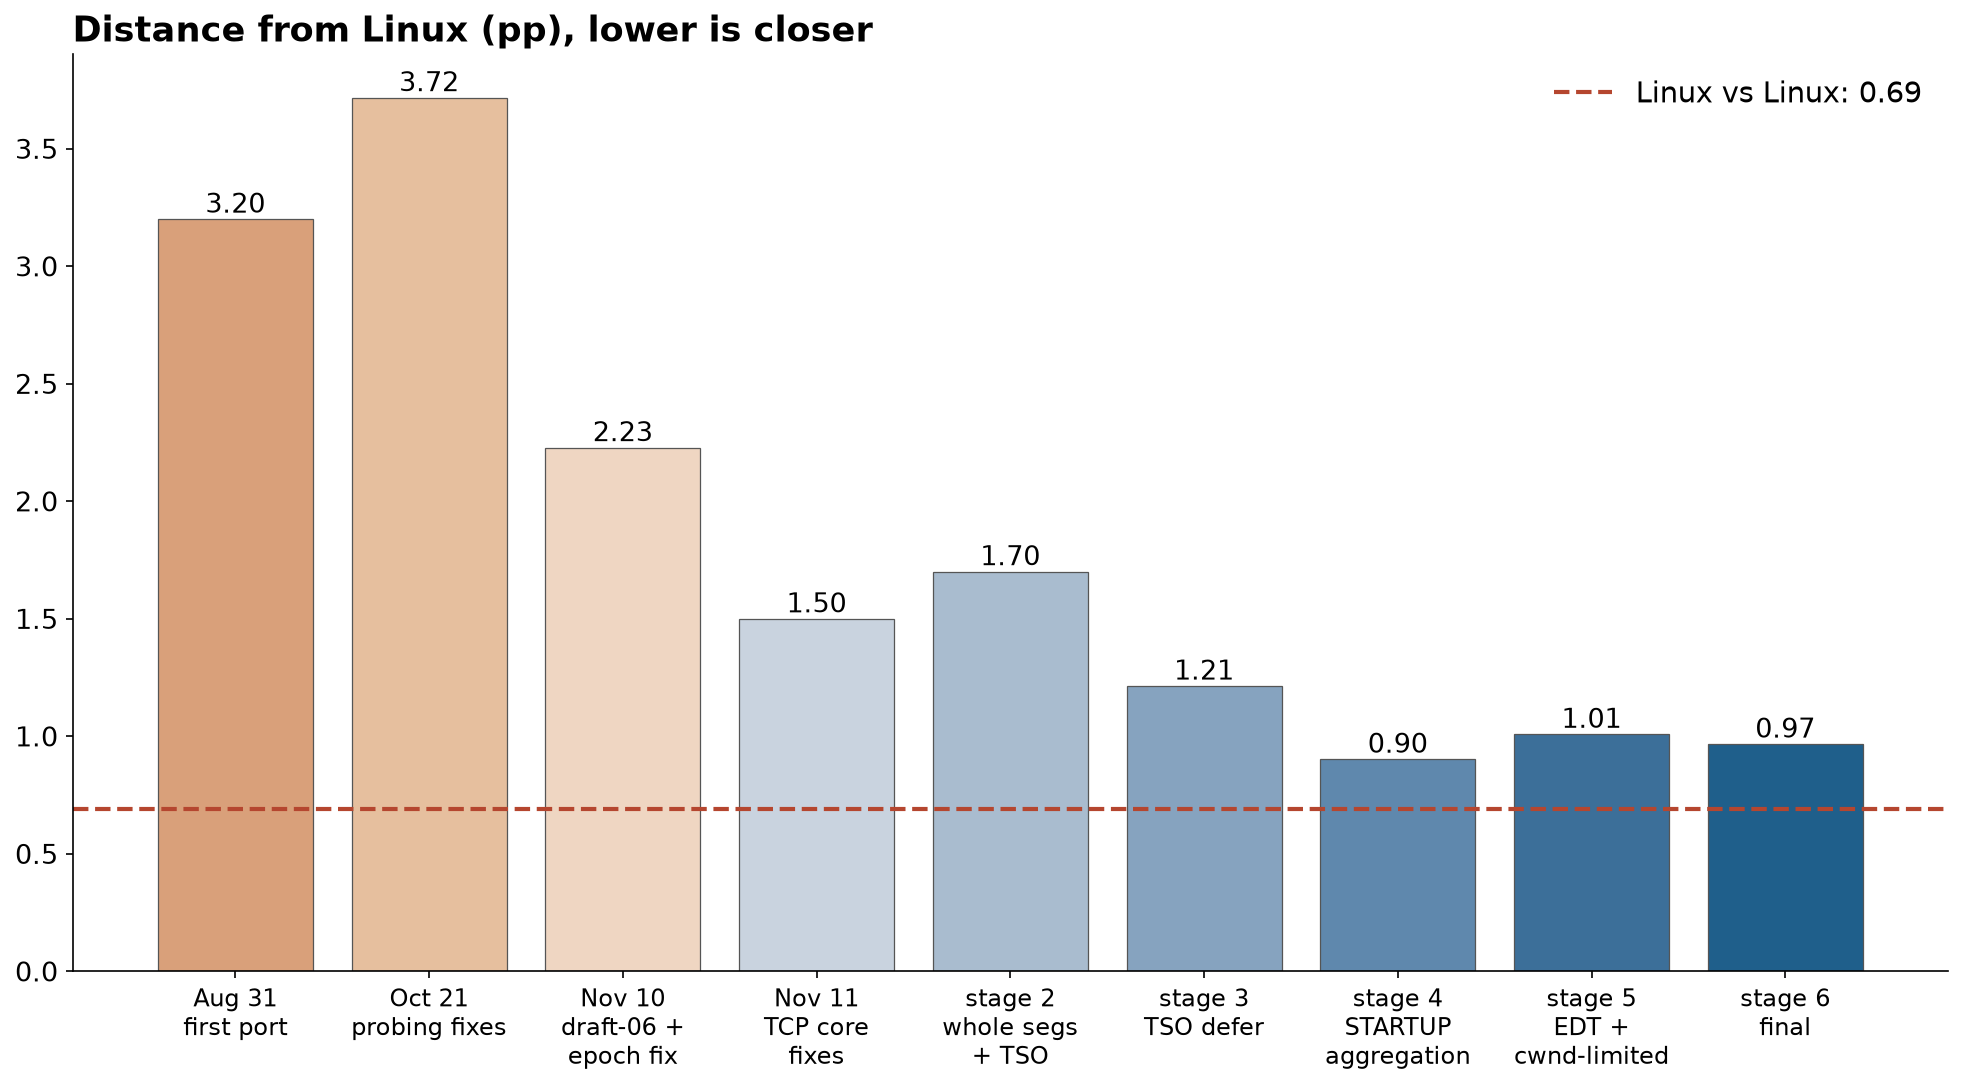 Distance from Linux (pp), lower is closer
Linux vs Linux: 0.69
3.5
3.0
2.5
2.0
1.5
1.0
0.5
0.0
3.20
3.72
2.23
1.50
1.70
1.21
0.90
1.01
0.97
Aug 31
first port
Oct 21
probing fixes
Nov 10
draft-06 +
epoch fix
Nov 11
TCP core
fixes
stage 2
whole segs
+ TSO
stage 3
TSO defer
stage 4
STARTUP
aggregation
stage 5
EDT +
cwnd-limited
stage 6
final